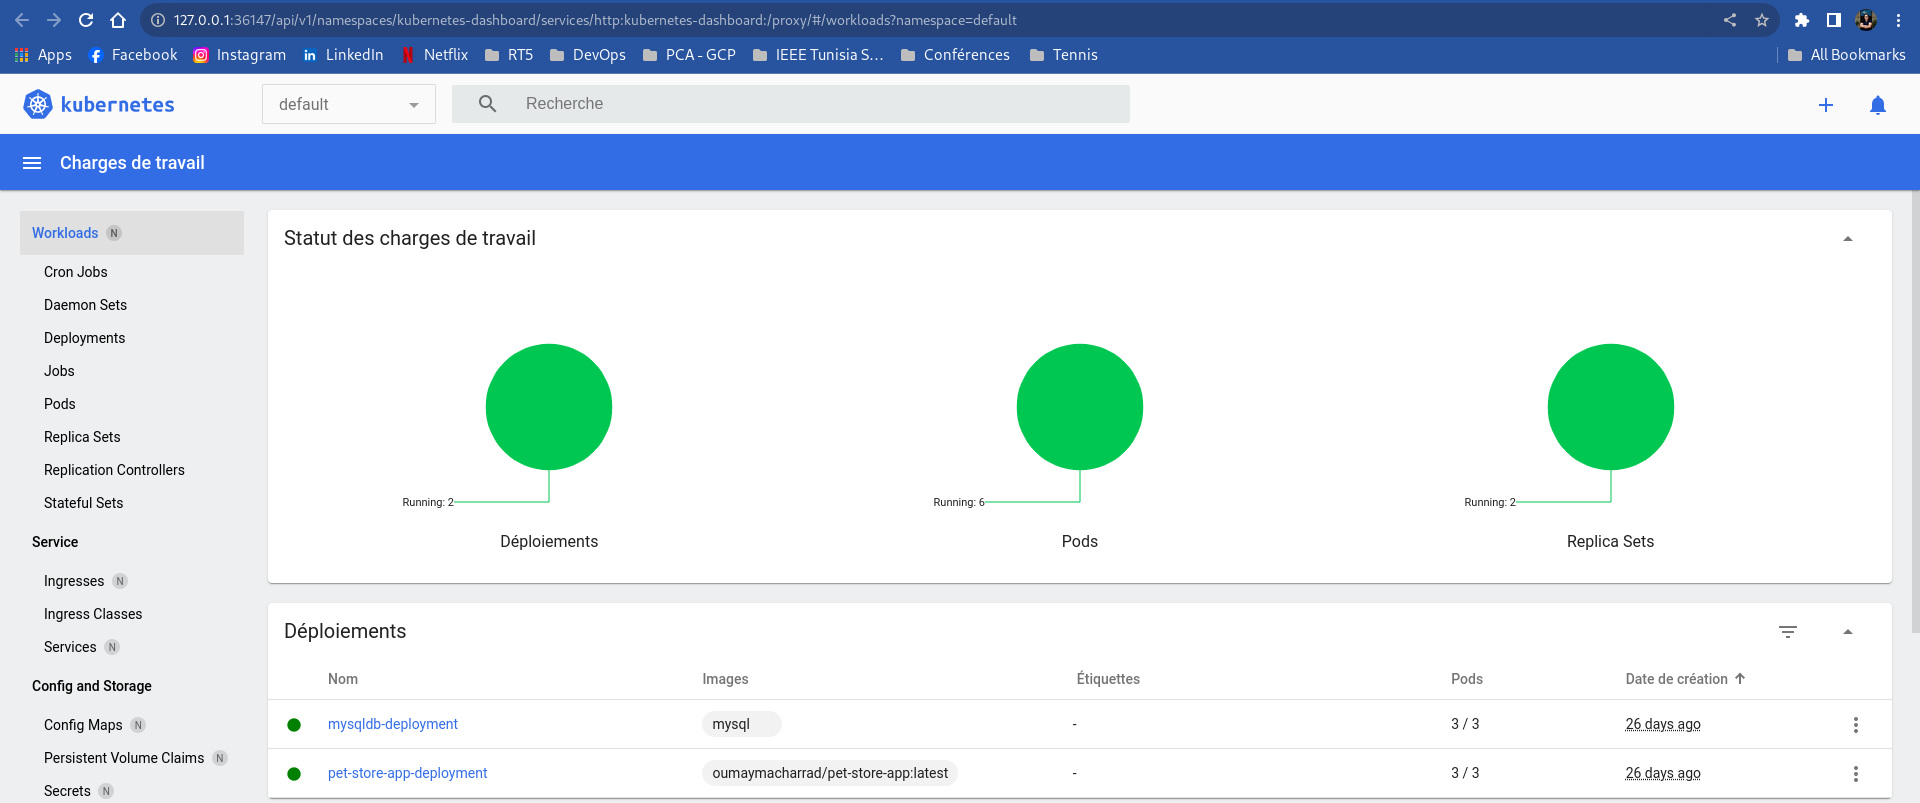 127.0.0.1:36147/api/v1/namespaces/kubernetes-dashboard/services/http:kubernetes-dashboard:/proxy/#/workloads?namespace=default
Apps Facebook Instagram LinkedIn Netflix RT5 DevOps PCA - GCP IEEE Tunisia S... Conférences Tennis All Bookmarks
kubernetes default Recherche
Charges de travail
Workloads N
Cron Jobs
Daemon Sets
Deployments
Jobs
Pods
Replica Sets
Replication Controllers
Stateful Sets
Service
Ingresses N
Ingress Classes
Services N
Config and Storage
Config Maps N
Persistent Volume Claims N
Secrets N
Statut des charges de travail
Running: 2 Running: 6 Running: 2
Déploiements Pods Replica Sets
Déploiements
Nom Images Étiquettes Pods Date de création
mysqldb-deployment mysql - 3 / 3 26 days ago
pet-store-app-deployment oumaymacharrad/pet-store-app:latest - 3 / 3 26 days ago